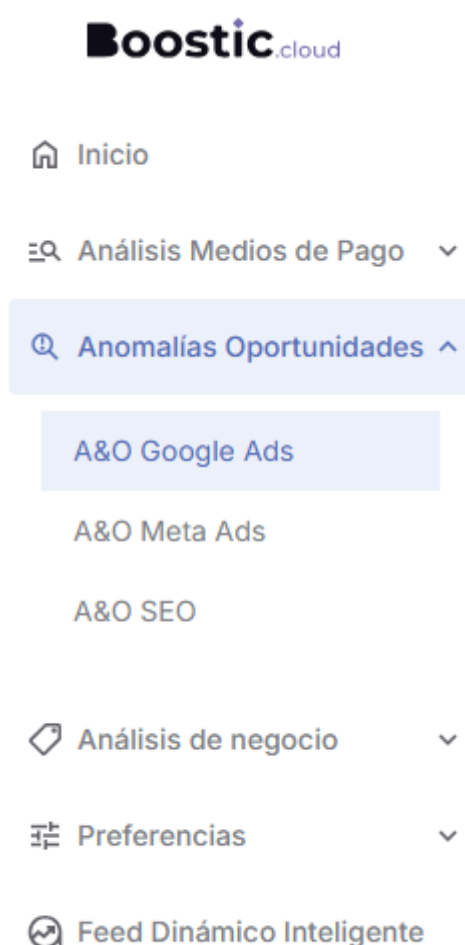 Boostic.cloud
Inicio
Análisis Medios de Pago
Anomalías Oportunidades
A&O Google Ads
A&O Meta Ads
A&O SEO
Análisis de negocio
Preferencias
Feed Dinámico Inteligente